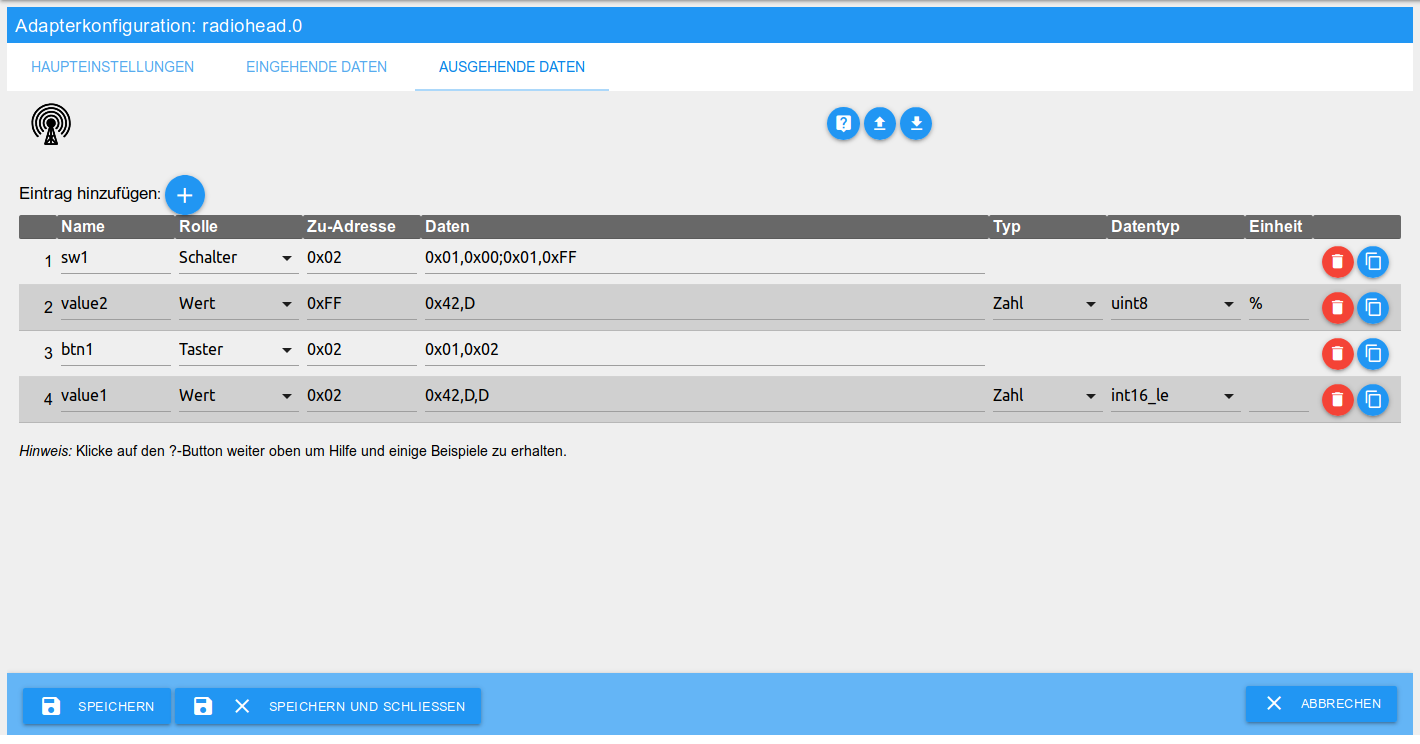 Adapterkonfiguration: radiohead.0
HAUPTEINSTELLUNGEN EINGEHENDE DATEN AUSGEHENDE DATEN
?
Eintrag hinzufügen: +
Name Rolle Zu-Adresse Daten Typ Datentyp Einheit
1 sw1 Schalter 0x02 0x01,0x00;0x01,0xFF
2 value2 Wert 0xFF 0x42,D Zahl uint8 %
3 btn1 Taster 0x02 0x01,0x02
4 value1 Wert 0x02 0x42,D,D Zahl int16_le
Hinweis: Klicke auf den ?-Button weiter oben um Hilfe und einige Beispiele zu erhalten.
SPEICHERN SPEICHERN UND SCHLIESSEN ABBRECHEN